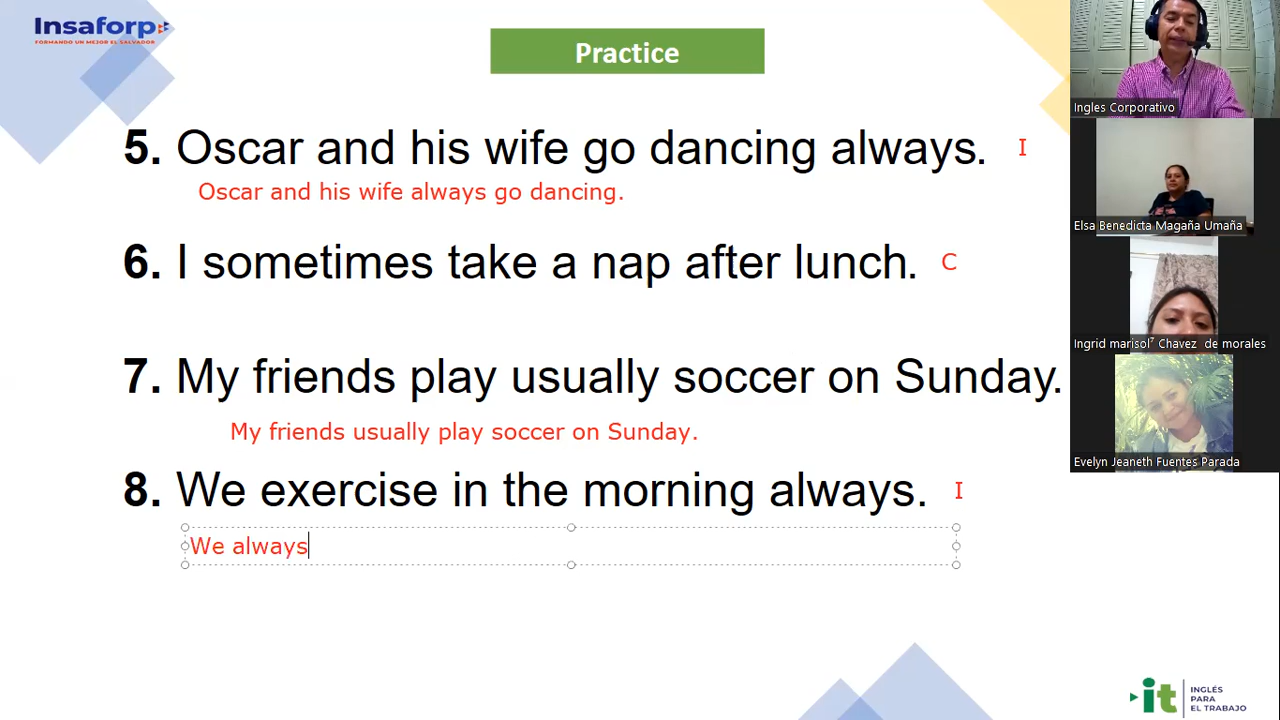 Insaforp
FORMANDO UN MEJOR EL SALVADOR
Practice
5. Oscar and his wife go dancing always. I
Oscar and his wife always go dancing.
6. I sometimes take a nap after lunch. C
7. My friends play usually soccer on Sunday.
My friends usually play soccer on Sunday.
8. We exercise in the morning always. I
We always
Ingles Corporativo
Elsa Benedicta Magaña Umaña
Ingrid marisol⁷ Chavez de morales
Evelyn Jeaneth Fuentes Parada
it
INGLÉS
PARA
EL TRABAJO